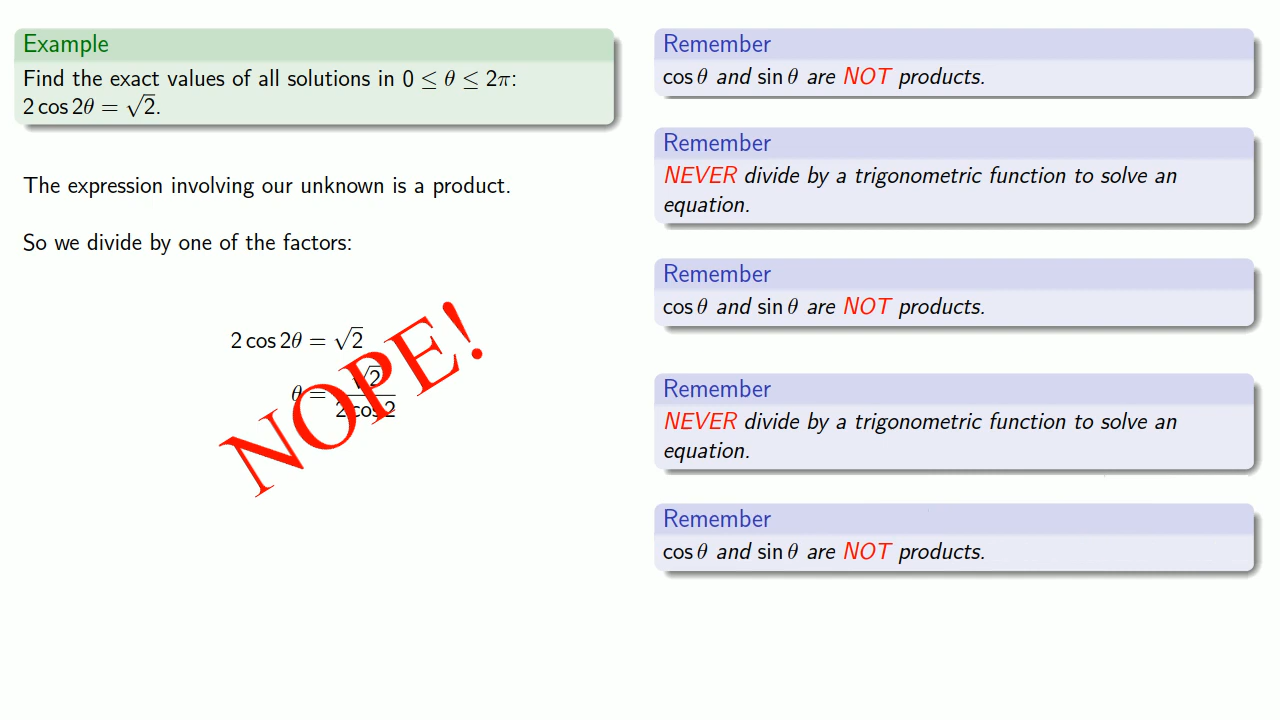 Example
Find the exact values of all solutions in 0 ≤ θ ≤ 2π:
2 cos 2θ = √2.
The expression involving our unknown is a product.
So we divide by one of the factors:
2 cos 2θ = √2
θ = √2 / 2 cos 2
NOPE!
Remember
cos θ and sin θ are NOT products.
Remember
NEVER divide by a trigonometric function to solve an
equation.
Remember
cos θ and sin θ are NOT products.
Remember
NEVER divide by a trigonometric function to solve an
equation.
Remember
cos θ and sin θ are NOT products.